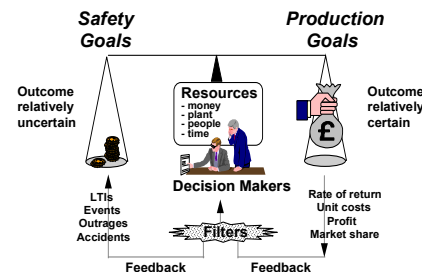 Safety
Goals
Production
Goals
Outcome
relatively
uncertain
Resources
- money
- plant
- people
- time
£
Outcome
relatively
certain
Decision Makers
LTIs
Events
Outrages
Accidents
Filters
Rate of return
Unit costs
Profit
Market share
Feedback
Feedback